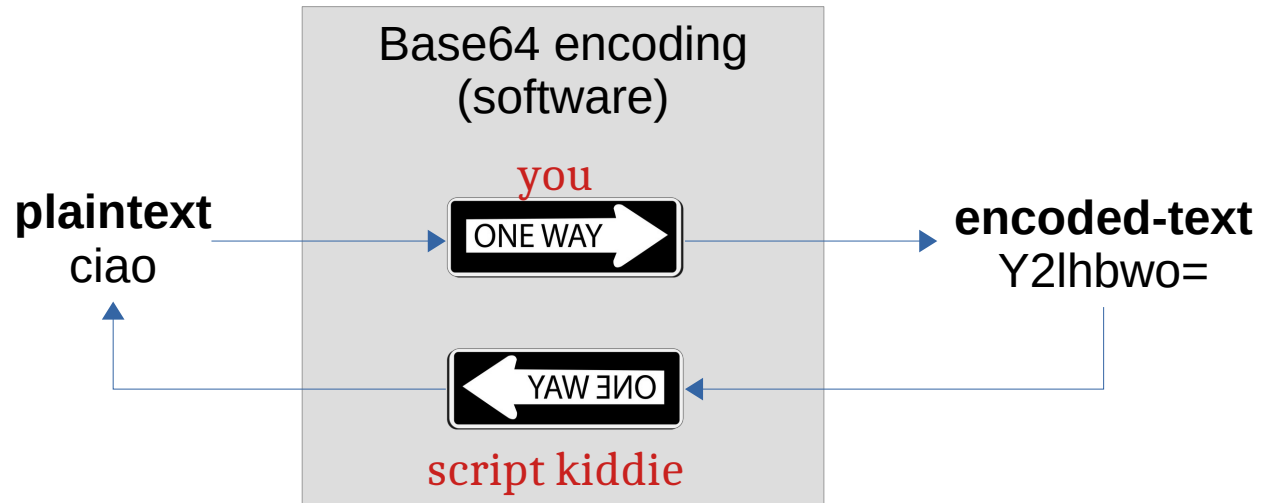 Base64 encoding
(software)
you
plaintext
ciao
ONE WAY
encoded-text
Y2lhbwo=
ONE WAY
script kiddie